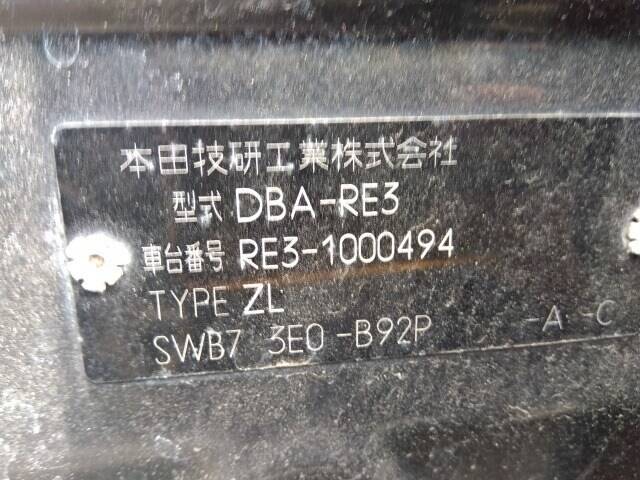 本田技研工業株式会社
型式 DBA-RE3
車台番号 RE3-1000494
TYPE ZL
SWB7 3E0-B92P -A -C